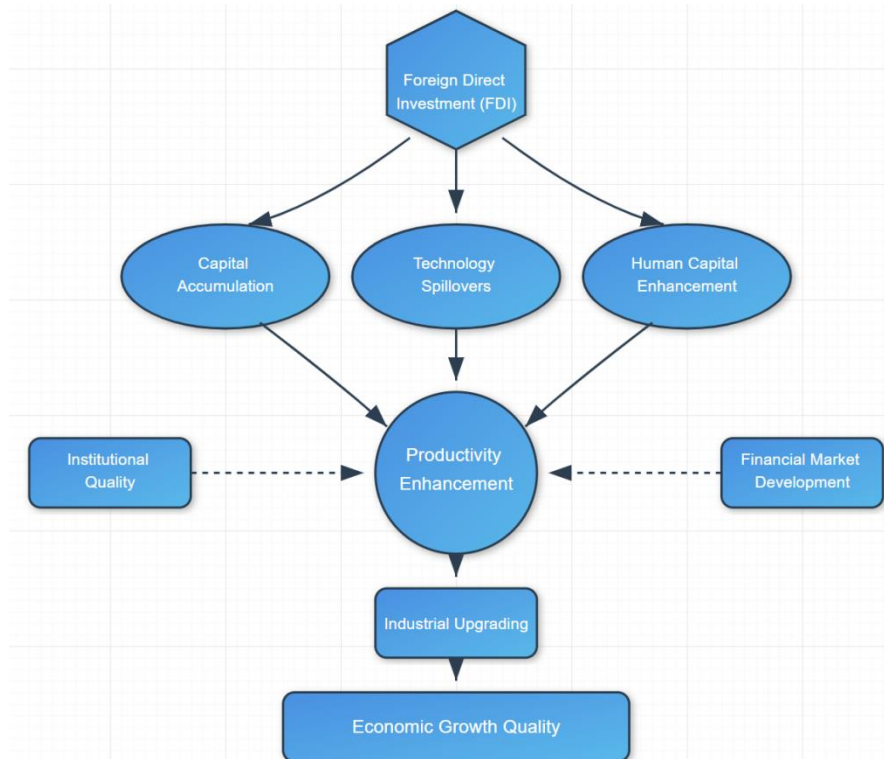 Foreign Direct
Investment (FDI)
Capital
Accumulation
Technology
Spillovers
Human Capital
Enhancement
Institutional
Quality
Productivity
Enhancement
Financial Market
Development
Industrial Upgrading
Economic Growth Quality